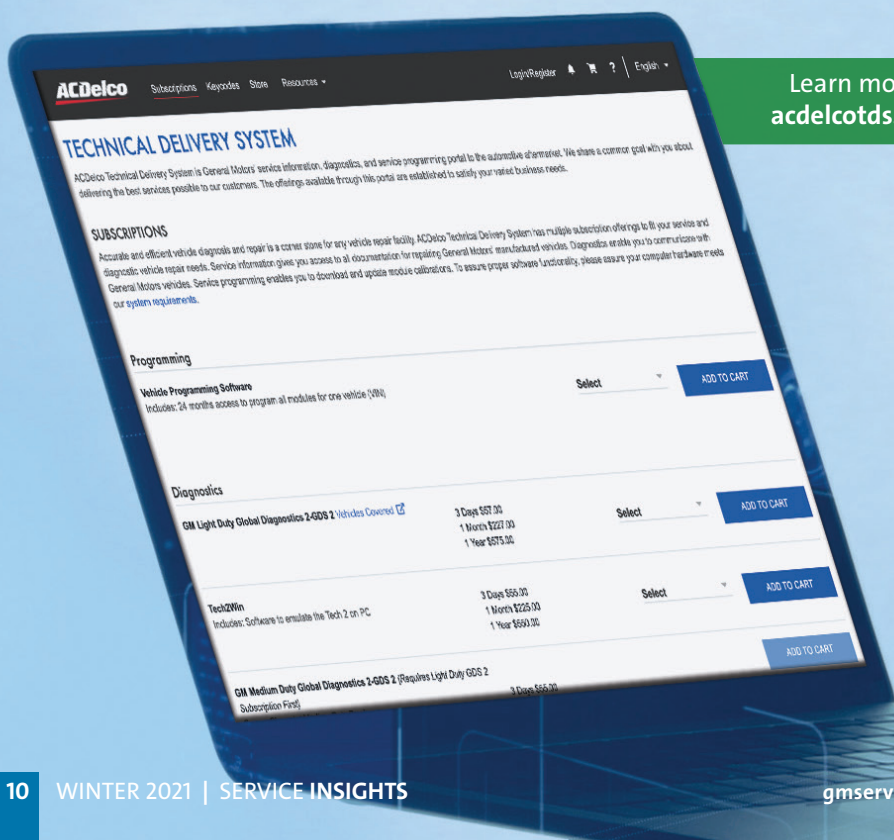 Learn mo
acdelcotds
ACDelco Subscriptions Keycodes Store Resources Login/Register ? English
TECHNICAL DELIVERY SYSTEM
ACDelco Technical Delivery System is General Motors' service information, diagnostics, and service programming portal to the automotive aftermarket. We share a common goal with you about
delivering the best services possible to our customers. The offerings available through this portal are established to satisfy your varied business needs.
SUBSCRIPTIONS
Accurate and efficient vehicle diagnosis and repair is a corner stone for any vehicle repair facility. ACDelco Technical Delivery System has multiple subscription offerings to fit your service and
diagnostic vehicle repair needs. Service information gives you access to all documentation for repairing General Motors' manufactured vehicles. Diagnostics enable you to communicate with
General Motors vehicles. Service programming enables you to download and update module calibrations. To assure proper software functionality, please assure your computer hardware meets
our system requirements.
Programming
Vehicle Programming Software
Includes: 24 months access to program all modules for one vehicle (VIN)
Select ADD TO CART
Diagnostics
GM Light Duty Global Diagnostics 2-GDS 2 Vehicles Covered
3 Days $57.00
1 Month $227.00
1 Year $575.00
Select ADD TO CART
Tech2Win
Includes: Software to emulate the Tech 2 on PC
3 Days $55.00
1 Month $225.00
1 Year $550.00
Select ADD TO CART
GM Medium Duty Global Diagnostics 2-GDS 2 (Requires Light Duty GDS 2
Subscription First)
3 Days $55.00
ADD TO CART
10 WINTER 2021 | SERVICE INSIGHTS
gmserv